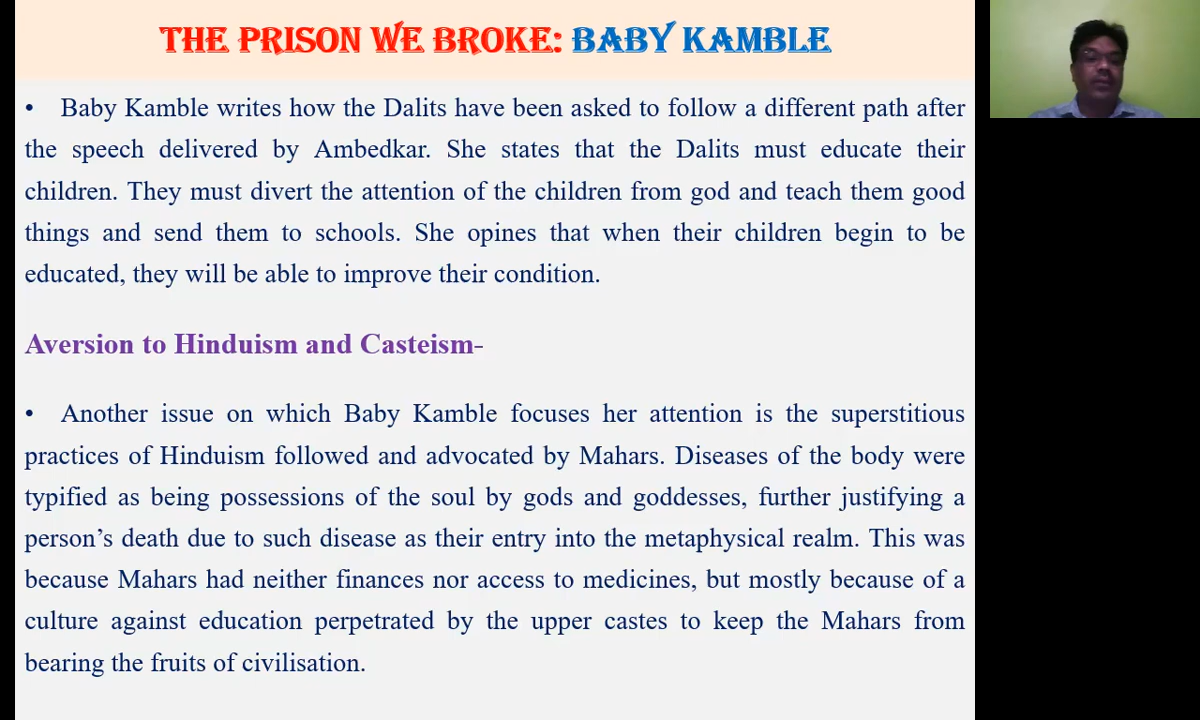 THE PRISON WE BROKE: BABY KAMBLE
• Baby Kamble writes how the Dalits have been asked to follow a different path after
the speech delivered by Ambedkar. She states that the Dalits must educate their
children. They must divert the attention of the children from god and teach them good
things and send them to schools. She opines that when their children begin to be
educated, they will be able to improve their condition.
Aversion to Hinduism and Casteism-
• Another issue on which Baby Kamble focuses her attention is the superstitious
practices of Hinduism followed and advocated by Mahars. Diseases of the body were
typified as being possessions of the soul by gods and goddesses, further justifying a
person’s death due to such disease as their entry into the metaphysical realm. This was
because Mahars had neither finances nor access to medicines, but mostly because of a
culture against education perpetrated by the upper castes to keep the Mahars from
bearing the fruits of civilisation.